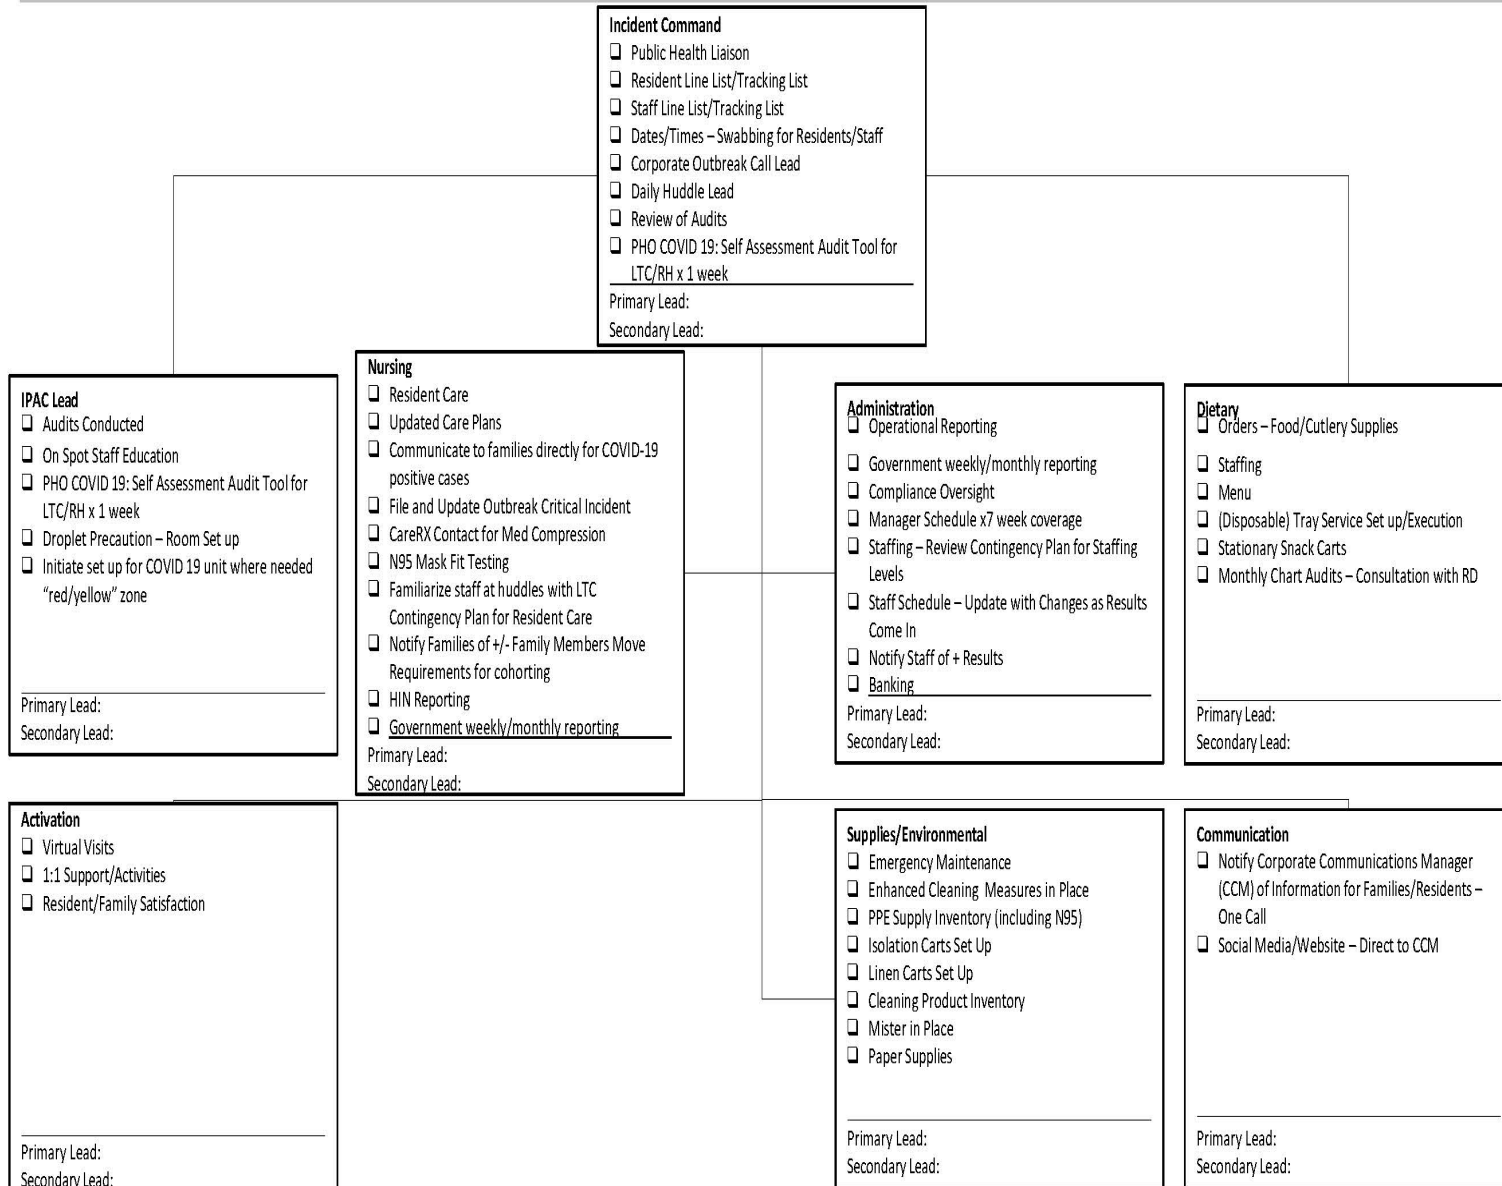 Incident Command
❑ Public Health Liaison
❑ Resident Line List/Tracking List
❑ Staff Line List/Tracking List
❑ Dates/Times – Swabbing for Residents/Staff
❑ Corporate Outbreak Call Lead
❑ Daily Huddle Lead
❑ Review of Audits
❑ PHO COVID 19: Self Assessment Audit Tool for
LTC/RH x 1 week
Primary Lead:
Secondary Lead:
IPAC Lead
❑ Audits Conducted
❑ On Spot Staff Education
❑ PHO COVID 19: Self Assessment Audit Tool for
LTC/RH x 1 week
❑ Droplet Precaution – Room Set up
❑ Initiate set up for COVID 19 unit where needed
“red/yellow” zone
Primary Lead:
Secondary Lead:
Nursing
❑ Resident Care
❑ Updated Care Plans
❑ Communicate to families directly for COVID-19
positive cases
❑ File and Update Outbreak Critical Incident
❑ CareRX Contact for Med Compression
❑ N95 Mask Fit Testing
❑ Familiarize staff at huddles with LTC
Contingency Plan for Resident Care
❑ Notify Families of +/- Family Members Move
Requirements for cohorting
❑ HIN Reporting
❑ Government weekly/monthly reporting
Primary Lead:
Secondary Lead:
Administration
❑ Operational Reporting
❑ Government weekly/monthly reporting
❑ Compliance Oversight
❑ Manager Schedule x7 week coverage
❑ Staffing – Review Contingency Plan for Staffing
Levels
❑ Staff Schedule – Update with Changes as Results
Come In
❑ Notify Staff of + Results
❑ Banking
Primary Lead:
Secondary Lead:
Dietary
❑ Orders – Food/Cutlery Supplies
❑ Staffing
❑ Menu
❑ (Disposable) Tray Service Set up/Execution
❑ Stationary Snack Carts
❑ Monthly Chart Audits – Consultation with RD
Primary Lead:
Secondary Lead:
Activation
❑ Virtual Visits
❑ 1:1 Support/Activities
❑ Resident/Family Satisfaction
Primary Lead:
Secondary Lead:
Supplies/Environmental
❑ Emergency Maintenance
❑ Enhanced Cleaning Measures in Place
❑ PPE Supply Inventory (including N95)
❑ Isolation Carts Set Up
❑ Linen Carts Set Up
❑ Cleaning Product Inventory
❑ Mister in Place
❑ Paper Supplies
Primary Lead:
Secondary Lead:
Communication
❑ Notify Corporate Communications Manager
(CCM) of Information for Families/Residents –
One Call
❑ Social Media/Website – Direct to CCM
Primary Lead:
Secondary Lead: